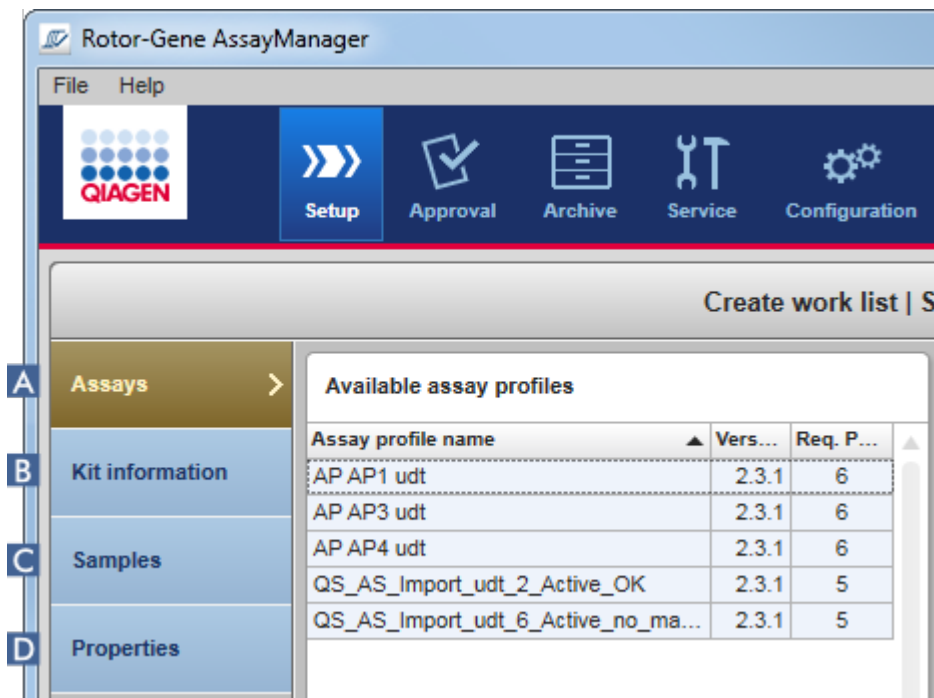 Rotor-Gene AssayManager
File Help
QIAGEN
Setup Approval Archive Service Configuration
Create work list | S
A Assays
Available assay profiles
Assay profile name Vers... Req. P...
B Kit information
AP AP1 udt 2.3.1 6
AP AP3 udt 2.3.1 6
C Samples
AP AP4 udt 2.3.1 6
QS_AS_Import_udt_2_Active_OK 2.3.1 5
QS_AS_Import_udt_6_Active_no_ma... 2.3.1 5
D Properties